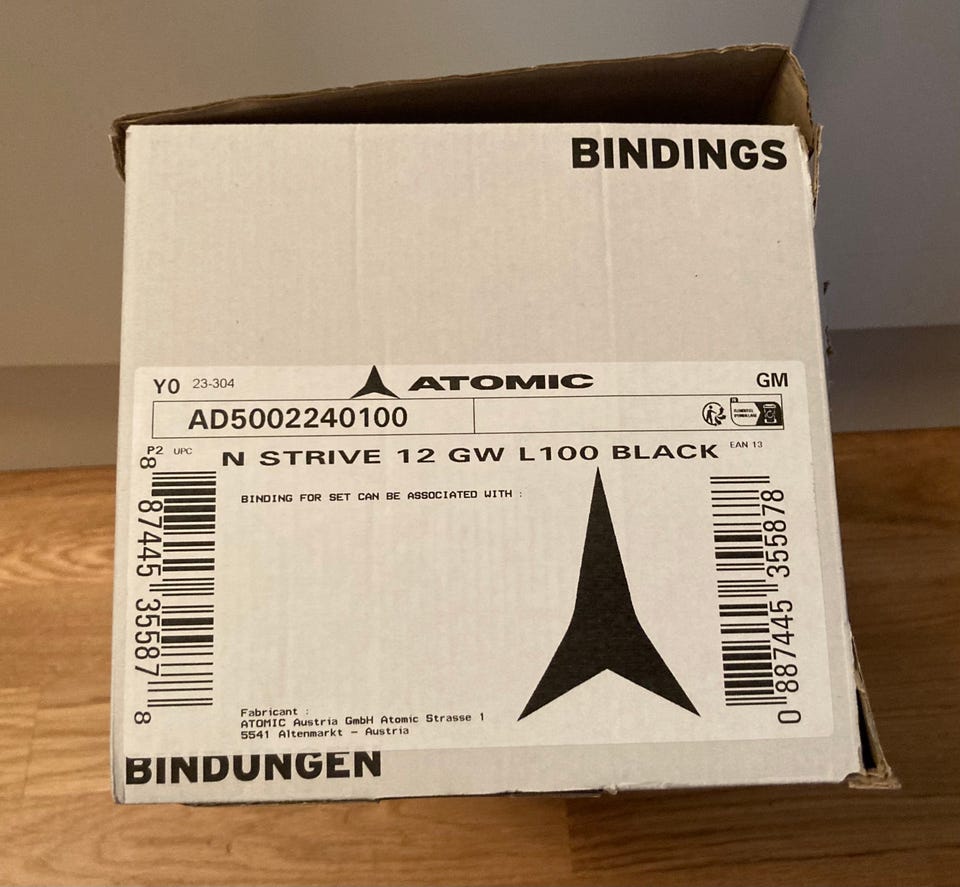 BINDINGS
Y0 23-304
ATOMIC
GM
AD5002240100
P2 UPC
N STRIVE 12 GW L100 BLACK
EAN 13
BINDING FOR SET CAN BE ASSOCIATED WITH :
8 87445 35587 8
0 887445 355878
Fabricant :
ATOMIC Austria GmbH Atomic Strasse 1
5541 Altenmarkt - Austria
BINDUNGEN